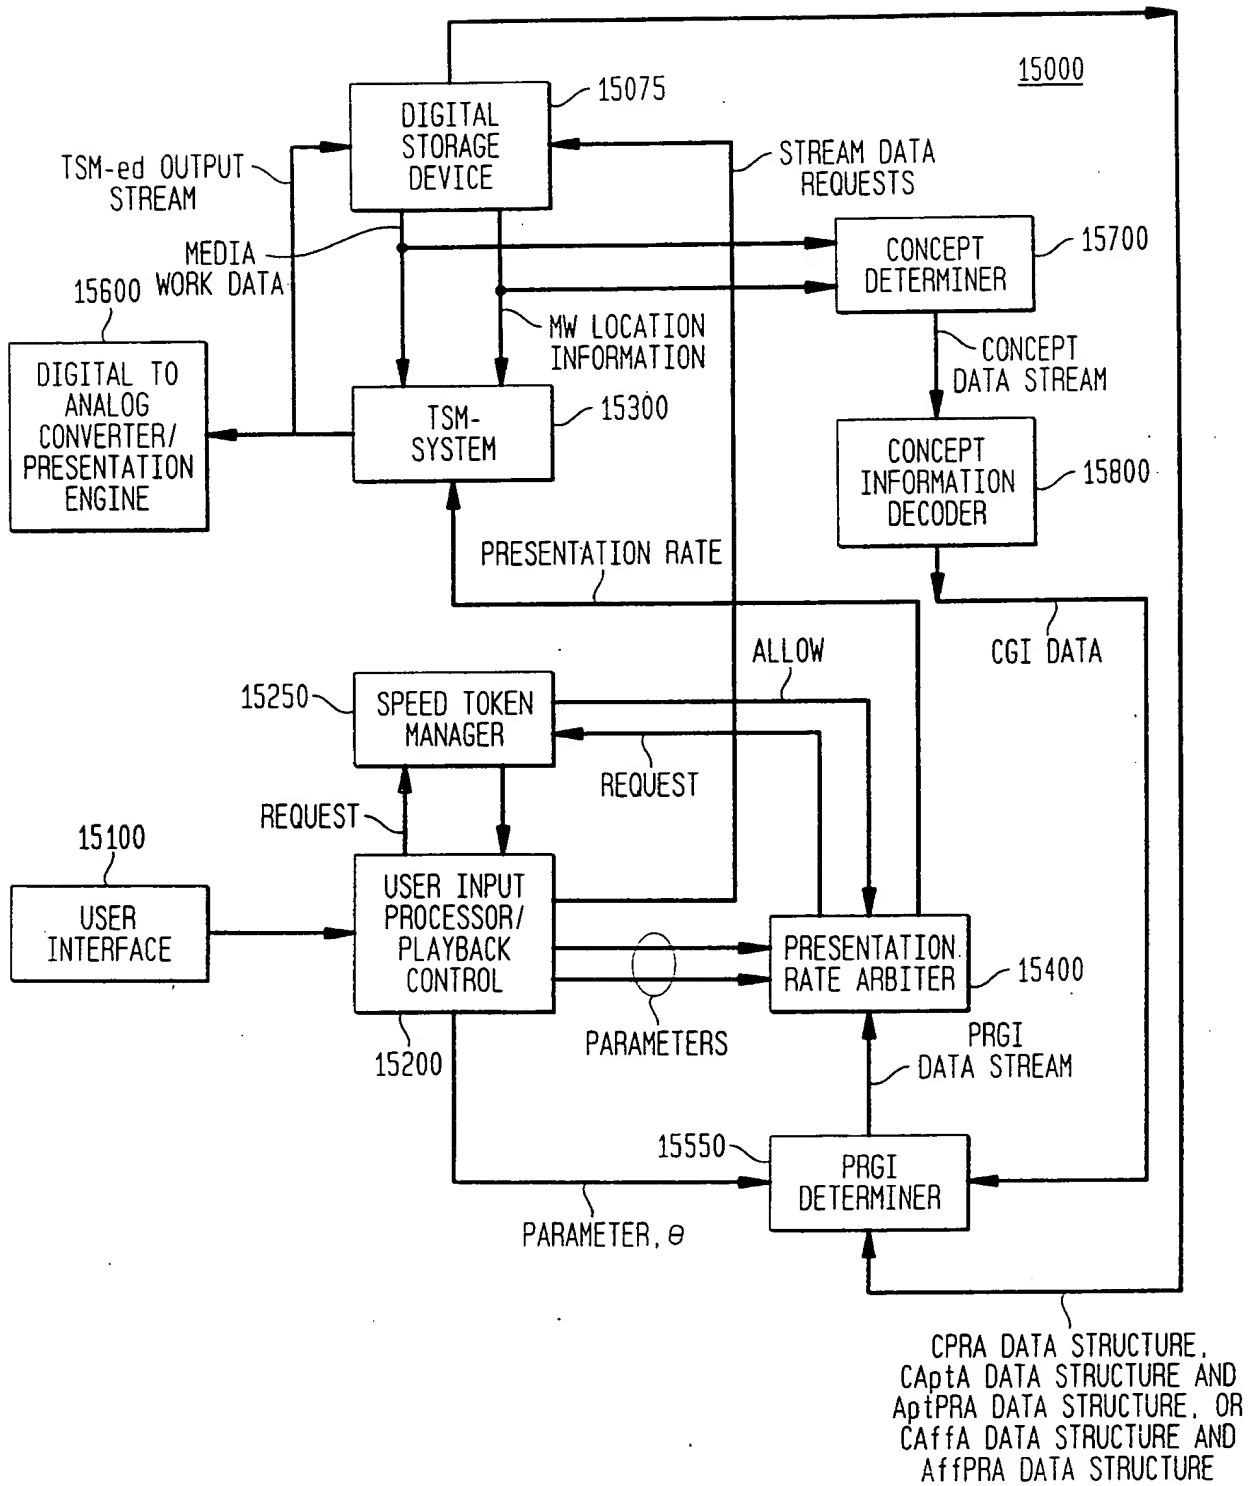 15000
15075
DIGITAL
STORAGE
DEVICE
TSM-ed OUTPUT
STREAM
STREAM DATA
REQUESTS
MEDIA
WORK DATA
15700
CONCEPT
DETERMINER
15600
MW LOCATION
INFORMATION
CONCEPT
DATA STREAM
DIGITAL TO
ANALOG
CONVERTER/
PRESENTATION
ENGINE
15300
TSM-
SYSTEM
CONCEPT
INFORMATION
DECODER
15800
PRESENTATION RATE
CGI DATA
ALLOW
15250
SPEED TOKEN
MANAGER
REQUEST
REQUEST
15100
USER
INTERFACE
USER INPUT
PROCESSOR/
PLAYBACK
CONTROL
PRESENTATION
RATE ARBITER
15400
PARAMETERS
15200
PRGI
DATA STREAM
15550
PRGI
DETERMINER
PARAMETER, θ
CPRA DATA STRUCTURE,
CAptA DATA STRUCTURE AND
AptPRA DATA STRUCTURE, OR
CAffA DATA STRUCTURE AND
AffPRA DATA STRUCTURE